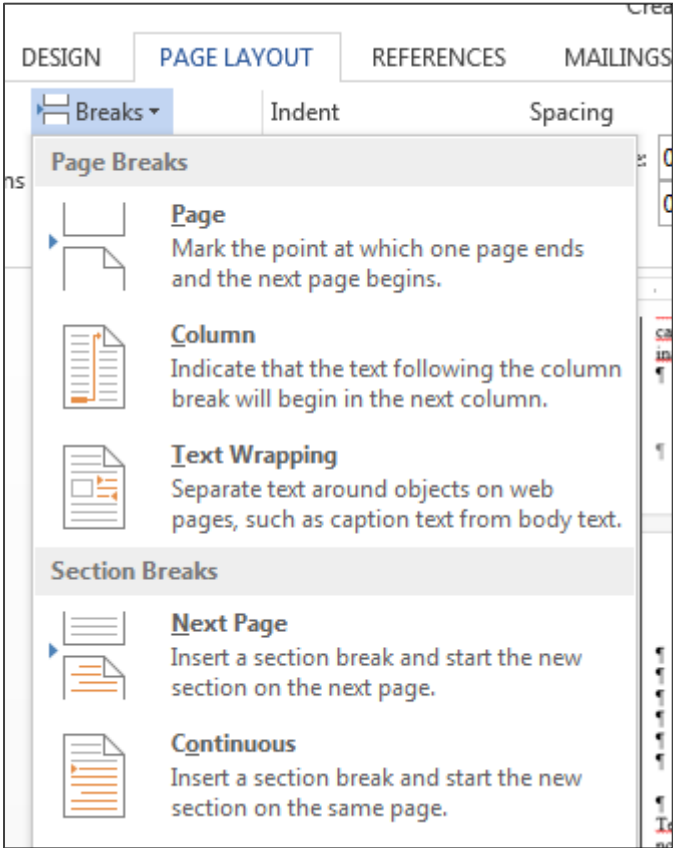 Crea
DESIGN PAGE LAYOUT REFERENCES MAILINGS
Breaks Indent Spacing
Page Breaks
Page
Mark the point at which one page ends
and the next page begins.
Column
Indicate that the text following the column
break will begin in the next column.
Text Wrapping
Separate text around objects on web
pages, such as caption text from body text.
Section Breaks
Next Page
Insert a section break and start the new
section on the next page.
Continuous
Insert a section break and start the new
section on the same page.